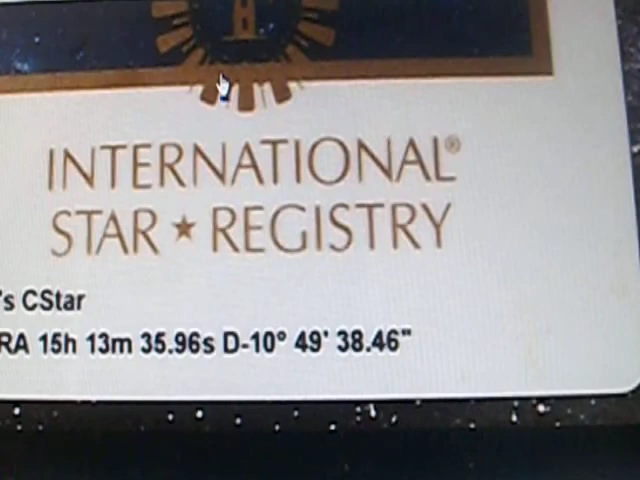 INTERNATIONAL®
STAR ★ REGISTRY
's CStar
RA 15h 13m 35.96s D-10° 49' 38.46"